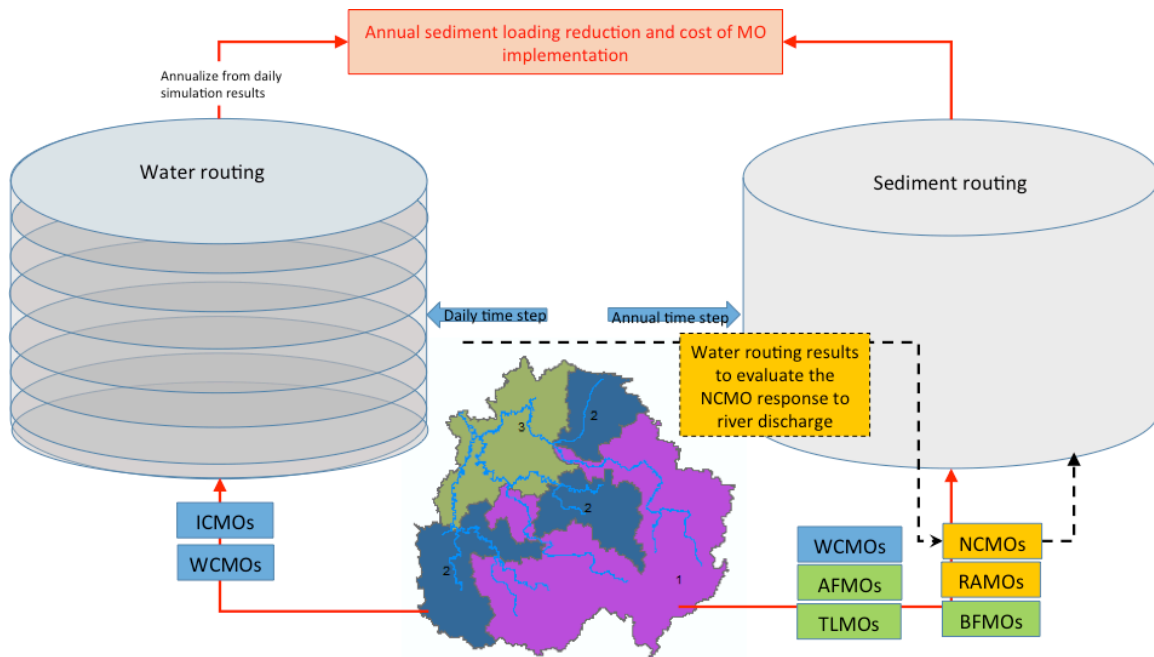 Annual sediment loading reduction and cost of MO
implementation
Annualize from daily
simulation results
Water routing
Sediment routing
Daily time step
Annual time step
Water routing results
to evaluate the
NCMO response to
river discharge
2
3
2
2
1
ICMOs
WCMOs
WCMOs
NCMOs
AFMOs
RAMOs
TLMOs
BFMOs